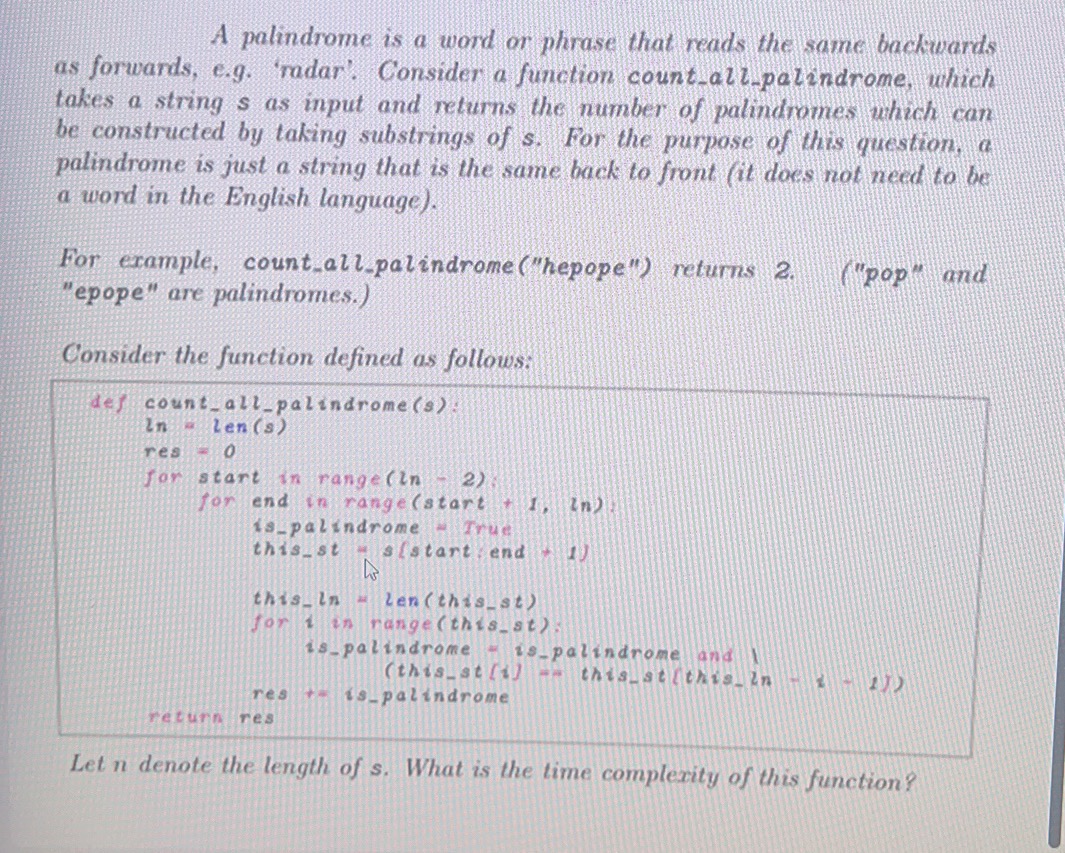 A palindrome is a word or phrase that reads the same backwards
as forwards, e.g. ‘radar’. Consider a function count_all_palindrome, which
takes a string s as input and returns the number of palindromes which can
be constructed by taking substrings of s. For the purpose of this question, a
palindrome is just a string that is the same back to front (it does not need to be
a word in the English language).
For example, count_all_palindrome("hepope") returns 2. ("pop" and
"epope" are palindromes.)
Consider the function defined as follows:
def count_all_palindrome(s):
ln = len(s)
res = 0
for start in range(ln - 2):
for end in range(start + 1, ln):
is_palindrome = True
this_st = s[start:end + 1]
this_ln = len(this_st)
for i in range(this_st):
is_palindrome = is_palindrome and \
(this_st[i] == this_st[this_ln - i - 1])
res += is_palindrome
return res
Let n denote the length of s. What is the time complexity of this function?